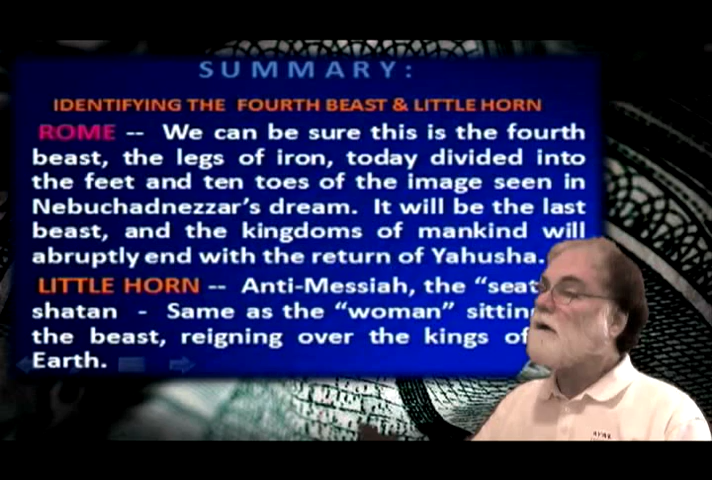 SUMMARY:
IDENTIFYING THE FOURTH BEAST & LITTLE HORN
ROME -- We can be sure this is the fourth
beast, the legs of iron, today divided into
the feet and ten toes of the image seen in
Nebuchadnezzar's dream. It will be the last
beast, and the kingdoms of mankind will
abruptly end with the return of Yahusha.
LITTLE HORN -- Anti-Messiah, the "seat
shatan - Same as the "woman" sittin
the beast, reigning over the kings of
Earth.